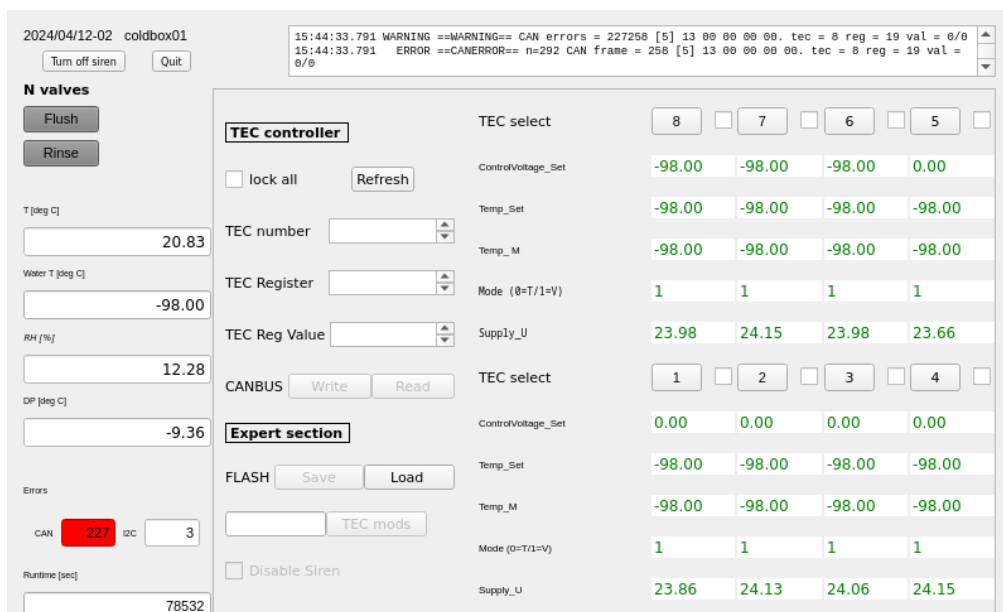 2024/04/12-02 coldbox01
Turn off siren Quit
15:44:33.791 WARNING ==WARNING== CAN errors = 227258 [5] 13 00 00 00 00. tec = 8 reg = 19 val = 0/0
15:44:33.791 ERROR ==CANERROR== n=292 CAN frame = 258 [5] 13 00 00 00 00. tec = 8 reg = 19 val =
0/0
N valves
Flush
Rinse
T [deg C]
20.83
Water T [deg C]
-98.00
RH [%]
12.28
DP [deg C]
-9.36
Errors
CAN 227 I2C 3
Runtime [sec]
78532
TEC controller
lock all Refresh
TEC number
TEC Register
TEC Reg Value
CANBUS Write Read
Expert section
FLASH Save Load
TEC mods
Disable Siren
TEC select 8 7 6 5
ControlVoltage_Set -98.00 -98.00 -98.00 0.00
Temp_Set -98.00 -98.00 -98.00 -98.00
Temp_ M -98.00 -98.00 -98.00 -98.00
Mode (0=T/1=V) 1 1 1 1
Supply_U 23.98 24.15 23.98 23.66
TEC select 1 2 3 4
ControlVoltage_Set 0.00 0.00 0.00 0.00
Temp_Set -98.00 -98.00 -98.00 -98.00
Temp_M -98.00 -98.00 -98.00 -98.00
Mode (0=T/1=V) 1 1 1 1
Supply_U 23.86 24.13 24.06 24.15